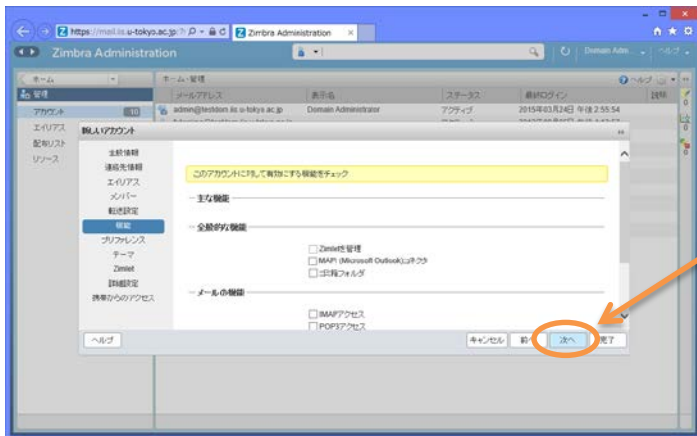 https://mail.iis.u-tokyo.ac.jp
Zimbra Administration
Zimbra Administration
Domain Adm...
ヘルプ
ホーム
ホーム - 管理
ヘルプ
管理
メールアドレス
表示名
ステータス
最終ログイン
説明
アカウント
10
admin@testdom.iis.u-tokyo.ac.jp
Domain Administrator
アクティブ
2015年03月24日 午後 2:55:54
エイリアス
配布リスト
リソース
新しいアカウント
全般情報
連絡先情報
エイリアス
メンバー
転送設定
機能
プリファレンス
テーマ
Zimlet
詳細設定
携帯からのアクセス
このアカウントに対して有効にする機能をチェック
主な機能
全般的な機能
Zimletを管理
MAPI (Microsoft Outlook)コネクタ
ゴミ箱フォルダ
メールの機能
IMAPアクセス
POP3アクセス
ヘルプ
キャンセル
前へ
次へ
完了